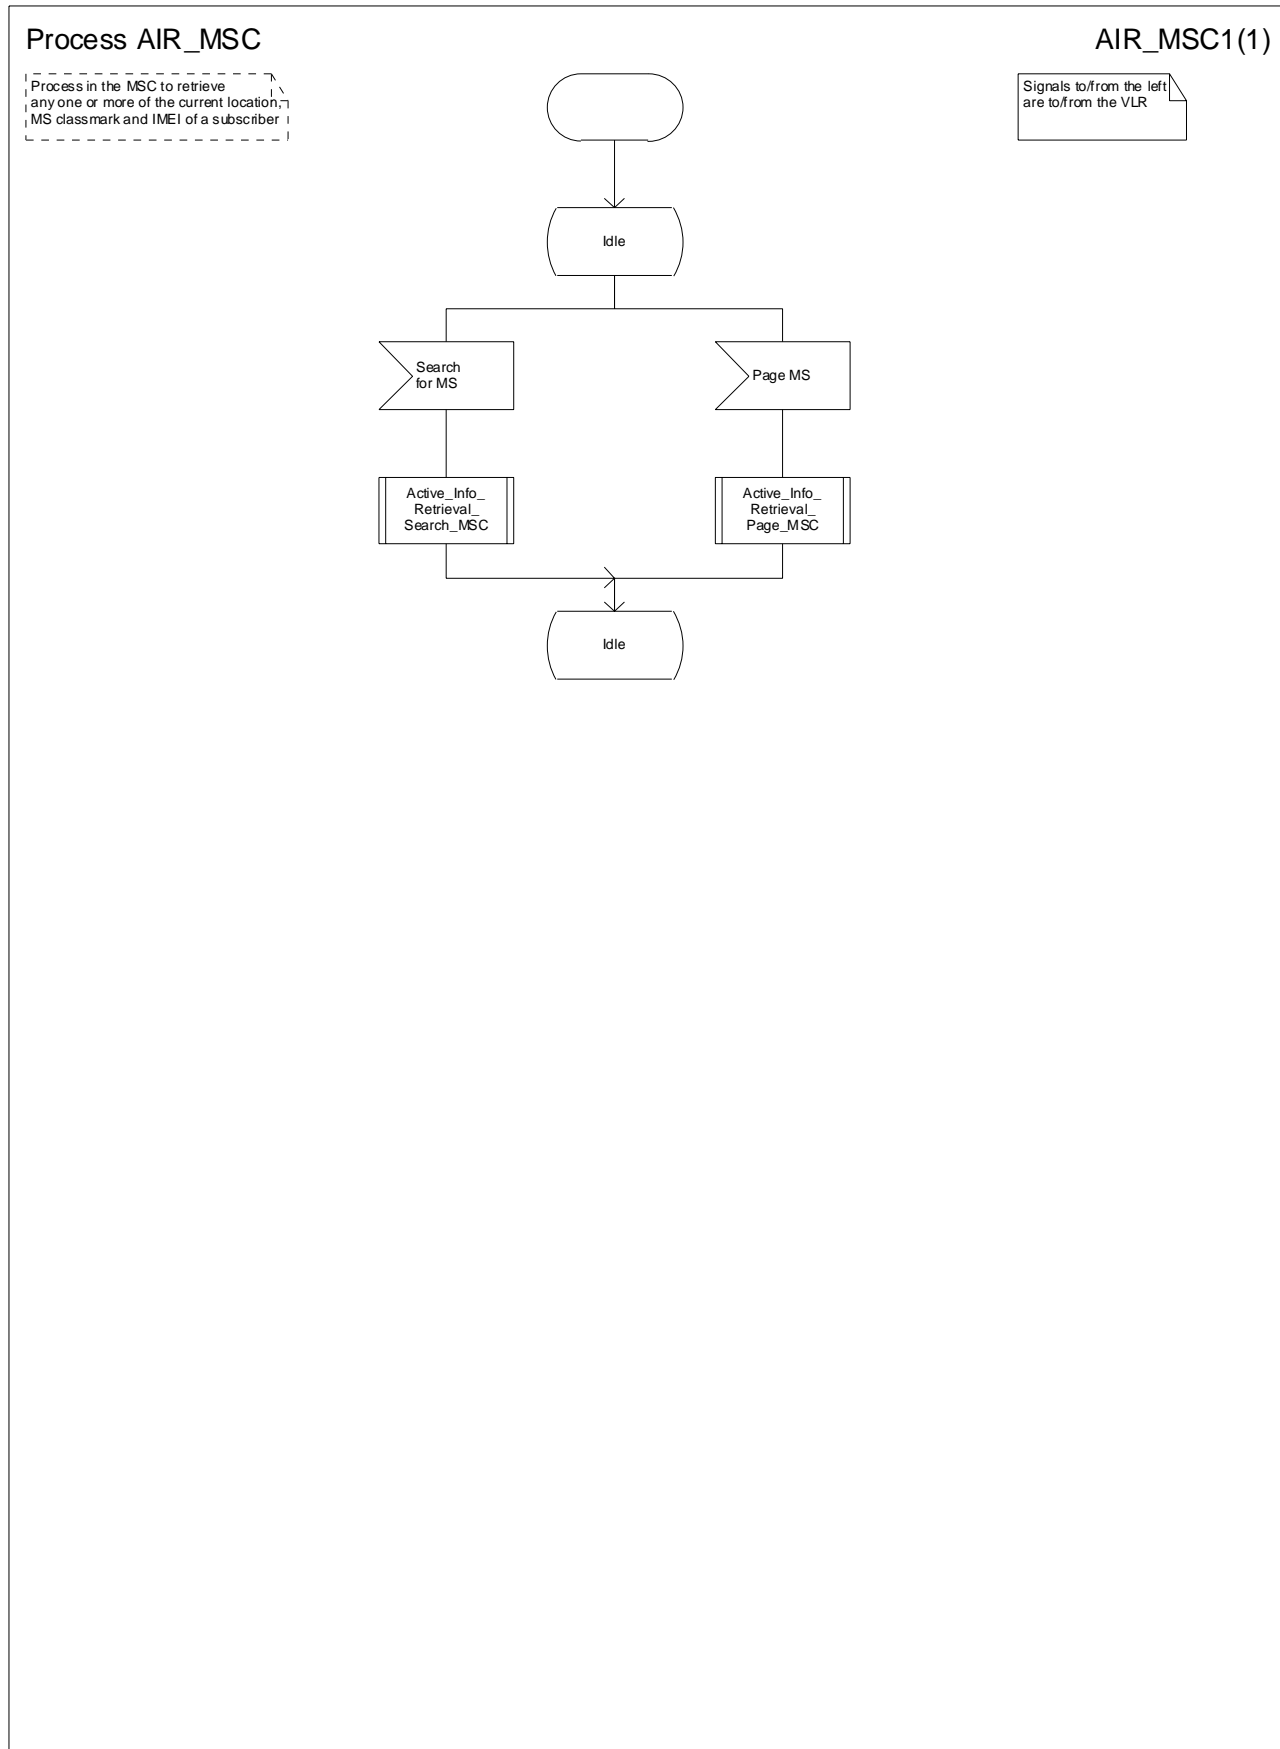 Process AIR_MSC
AIR_MSC1(1)
Process in the MSC to retrieve
any one or more of the current location,
MS classmark and IMEI of a subscriber
Signals to/from the left
are to/from the VLR
Idle
Search
for MS
Page MS
Active_Info_
Retrieval_
Search_MSC
Active_Info_
Retrieval_
Page_MSC
Idle